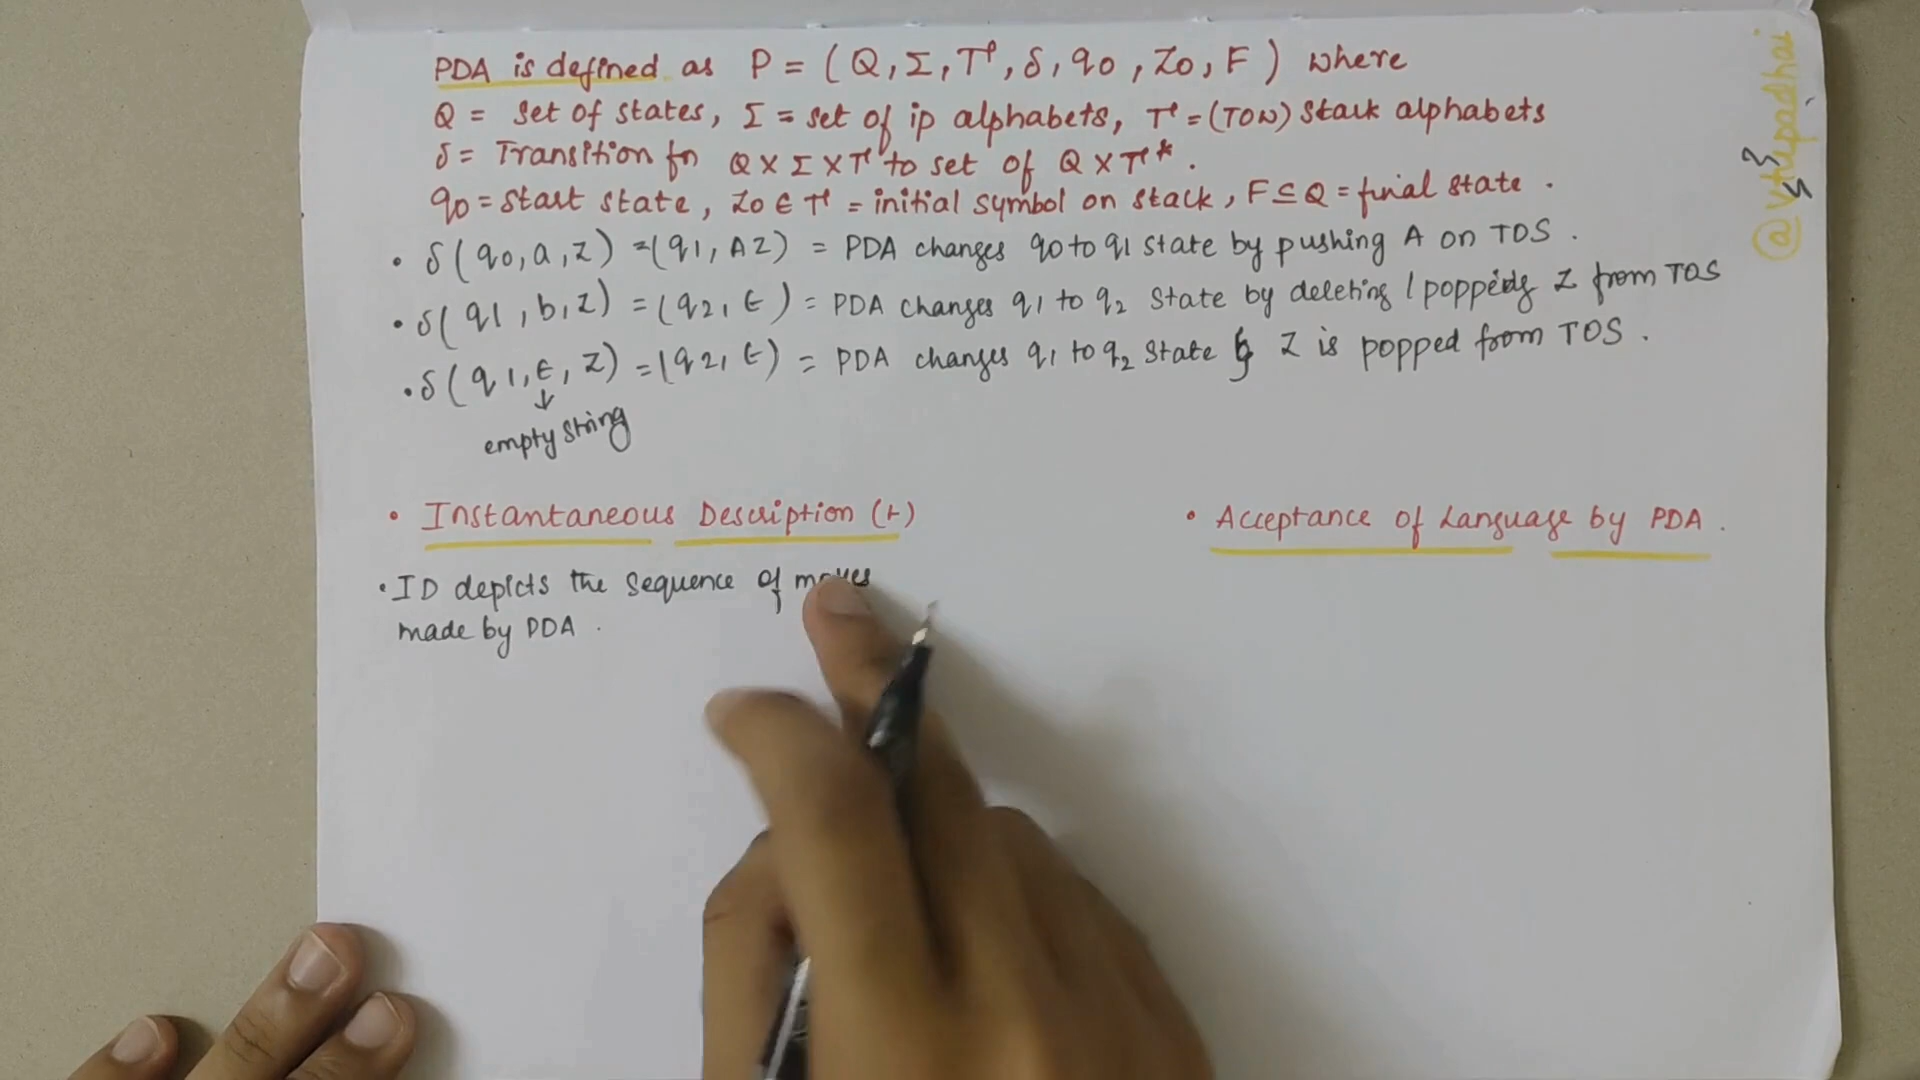 PDA is defined as P = ( Q, Σ, Γ, δ, q0, Z0, F ) where
Q = set of states, Σ = set of ip alphabets, Γ = (TOW) stack alphabets
δ = Transition fn Q X Σ X Γ to set of Q X Γ*.
q0 = start state, Z0 ∈ Γ = initial symbol on stack, F ⊆ Q = final state.
• δ(q0, a, Z) = (q1, AZ) = PDA changes q0 to q1 state by pushing A on TOS.
• δ(q1, b, Z) = (q2, ε) = PDA changes q1 to q2 state by deleting / popping Z from TOS
• δ(q1, ε, Z) = (q2, ε) = PDA changes q1 to q2 state & Z is popped from TOS.
↓
empty string
• Instantaneous Description (⊢)
• ID depicts the sequence of moves
made by PDA.
• Acceptance of Language by PDA.
@vtupadhai